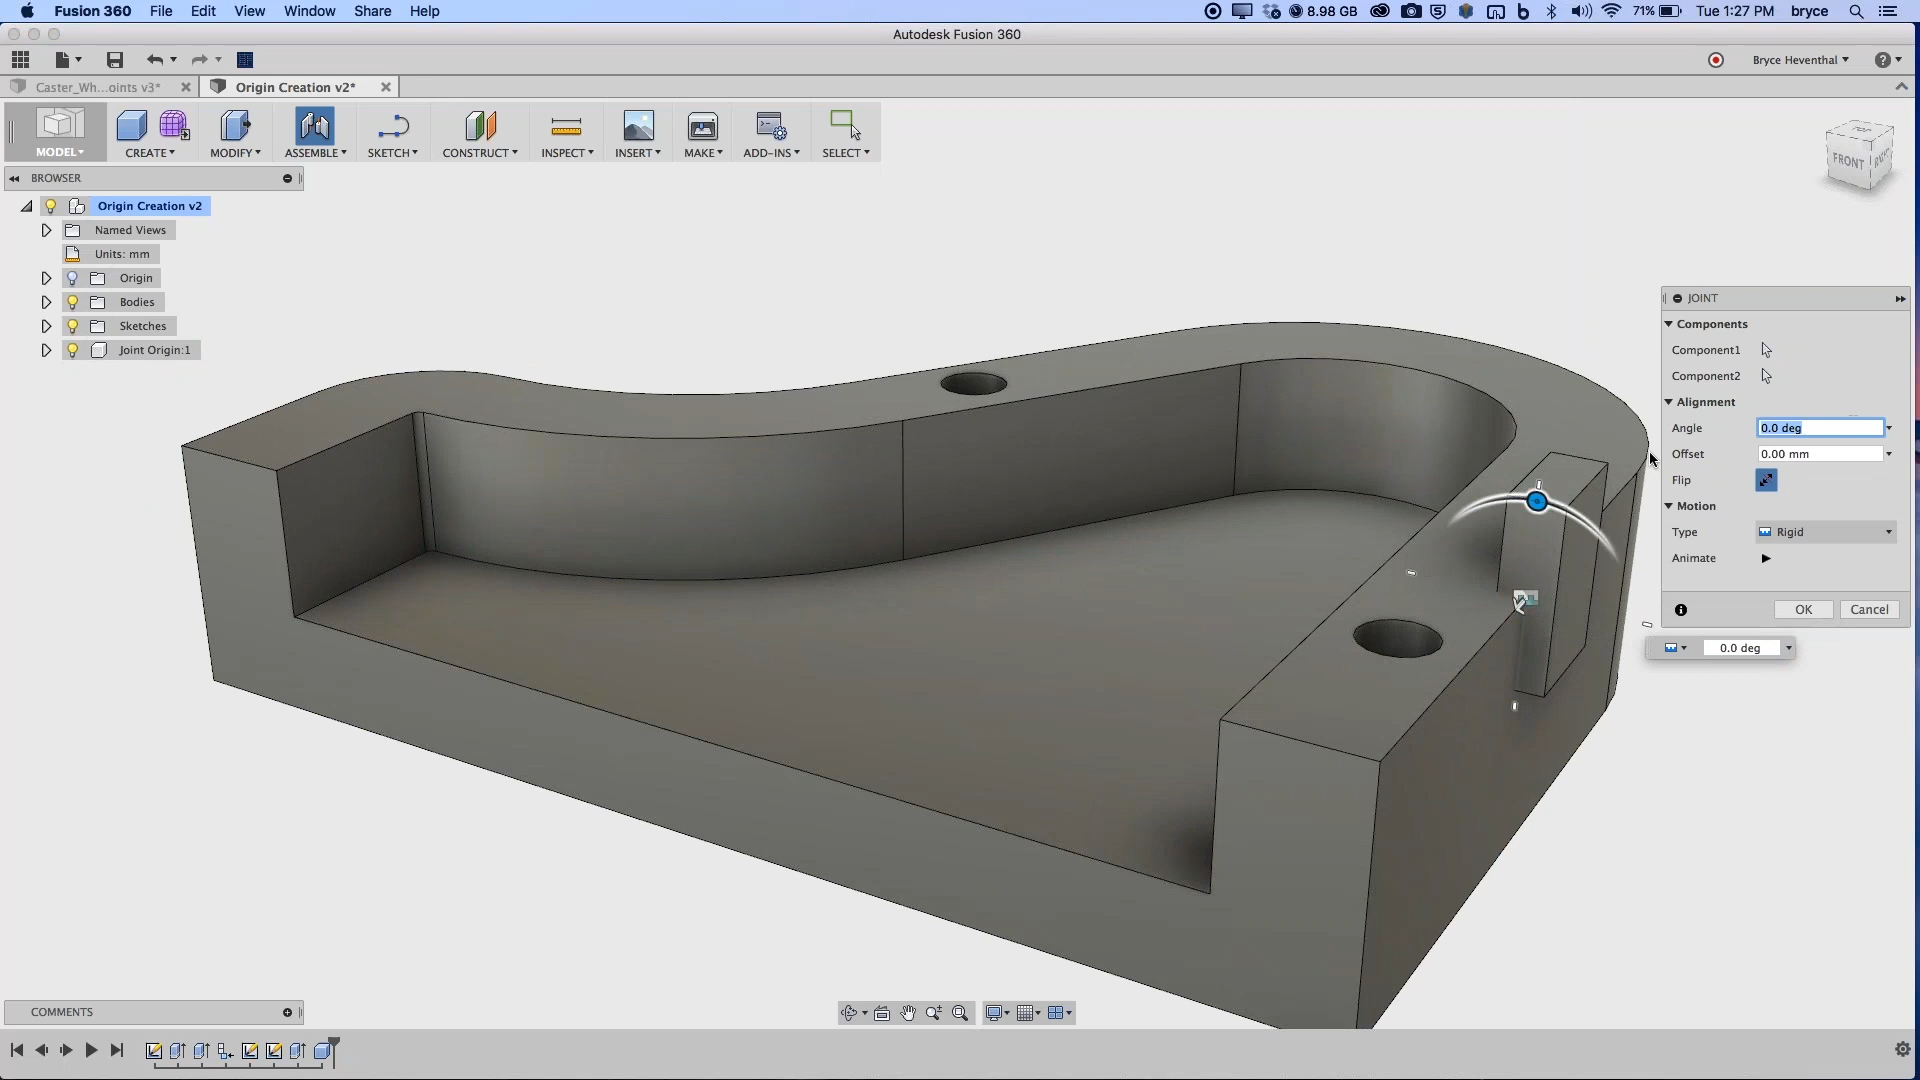 Fusion 360 File Edit View Window Share Help 8.98 GB 71% Tue 1:27 PM bryce
Autodesk Fusion 360
Bryce Heventhal
Caster_Wh...oints v3* Origin Creation v2*
MODEL CREATE MODIFY ASSEMBLE SKETCH CONSTRUCT INSPECT INSERT MAKE ADD-INS SELECT
TOP
FRONT
RIGHT
BROWSER
Origin Creation v2
Named Views
Units: mm
Origin
Bodies
Sketches
Joint Origin:1
JOINT
Components
Component1
Component2
Alignment
Angle 0.0 deg
Offset 0.00 mm
Flip
Motion
Type Rigid
Animate
OK Cancel
0.0 deg
COMMENTS